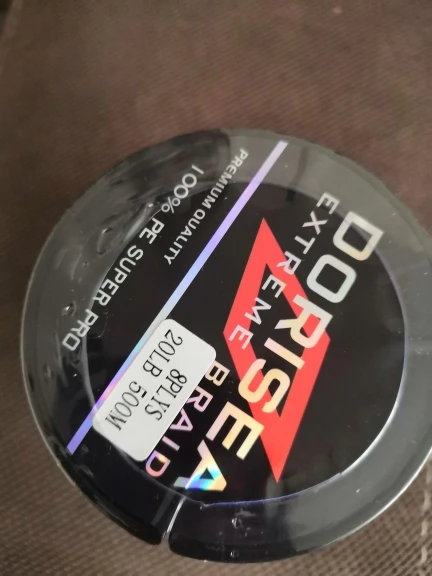 DORISEA
EXTREME
BRAID
8PLYS
20LB 500M
PREMIUM QUALITY
100% PE SUPER PRO